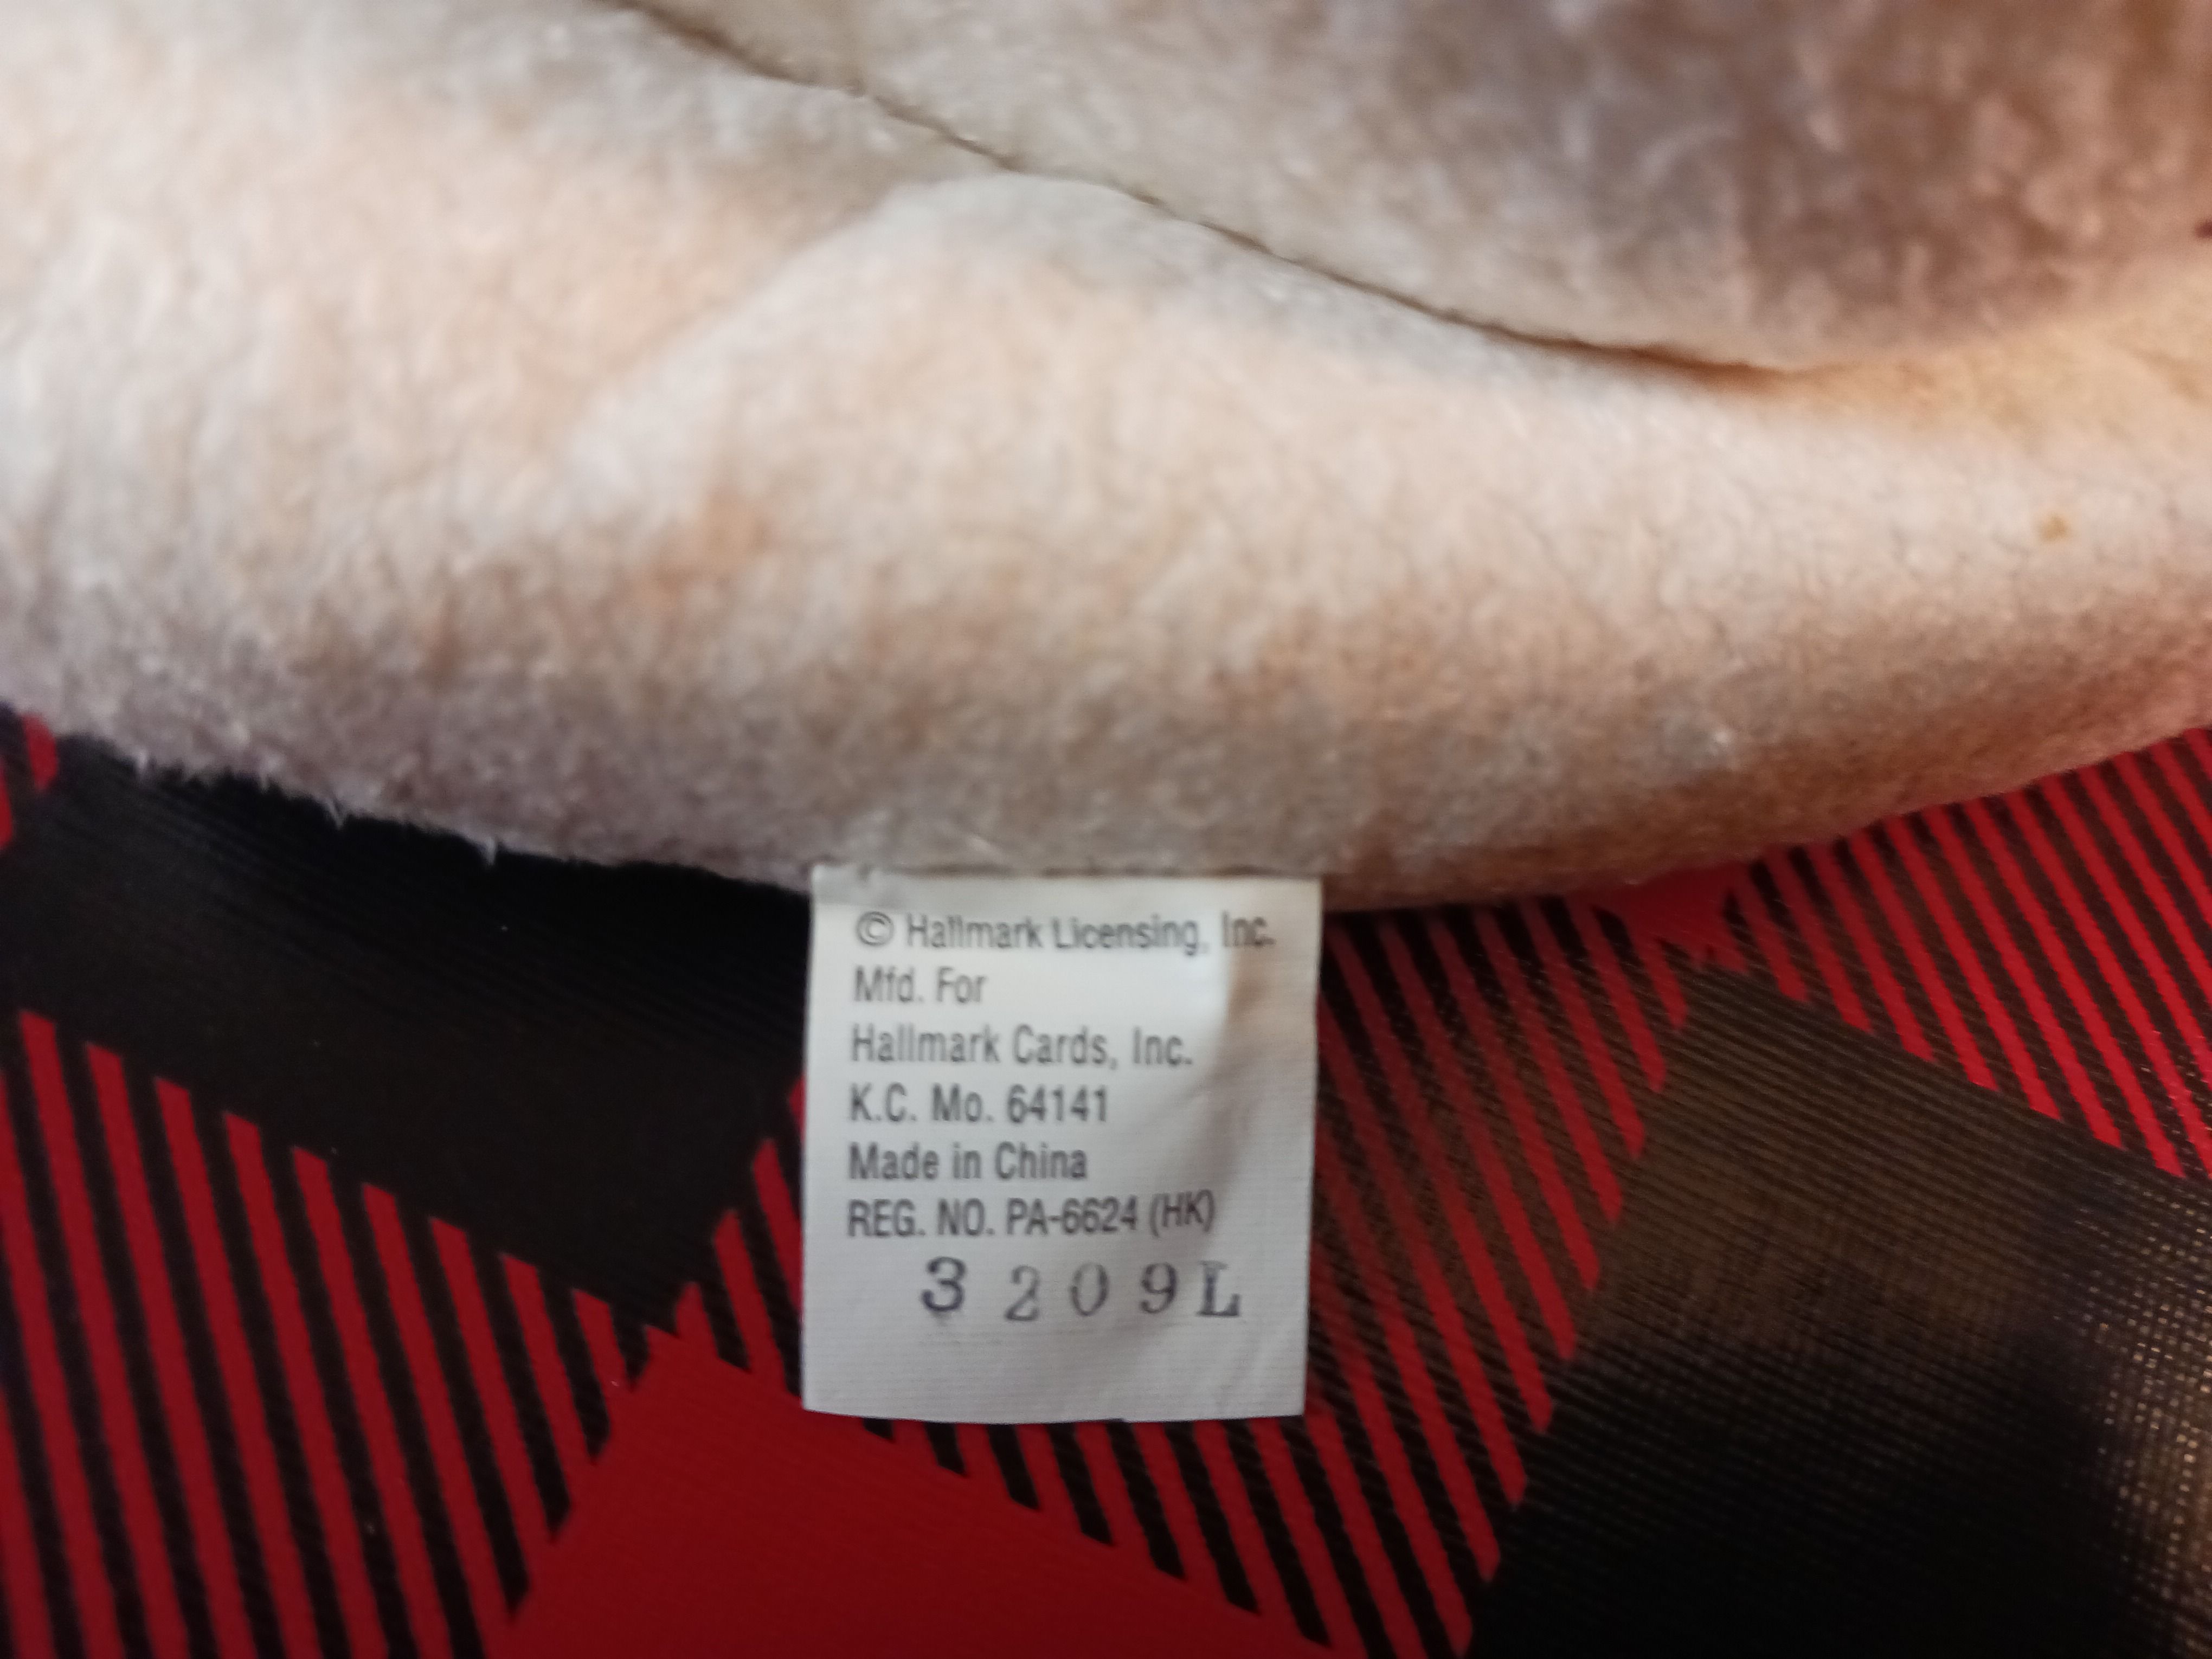 © Hallmark Licensing, Inc.
Mfd. For
Hallmark Cards, Inc.
K.C. Mo. 64141
Made in China
REG. NO. PA-6624 (HK)
3209L